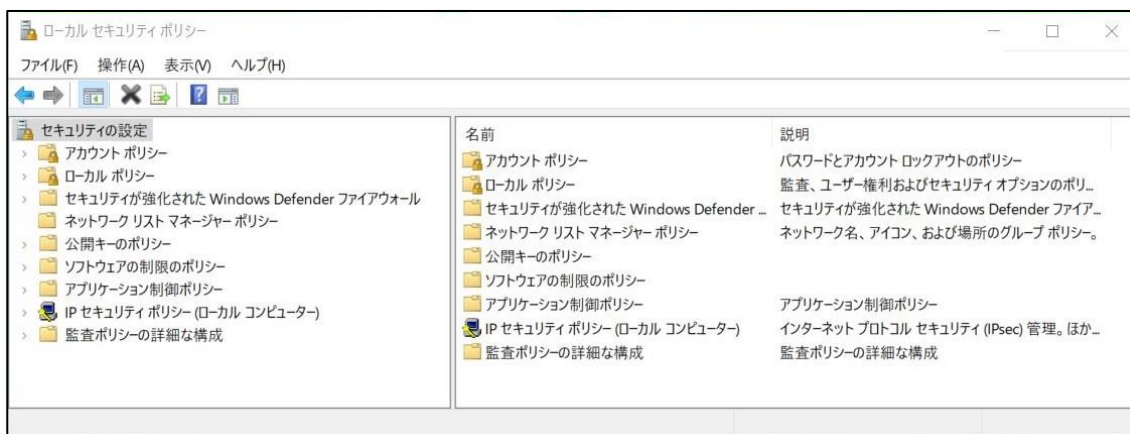 ローカル セキュリティ ポリシー
ファイル(F) 操作(A) 表示(V) ヘルプ(H)
セキュリティの設定
アカウント ポリシー
ローカル ポリシー
セキュリティが強化された Windows Defender ファイアウォール
ネットワーク リスト マネージャー ポリシー
公開キーのポリシー
ソフトウェアの制限のポリシー
アプリケーション制御ポリシー
IP セキュリティ ポリシー (ローカル コンピューター)
監査ポリシーの詳細な構成
名前 説明
アカウント ポリシー パスワードとアカウント ロックアウトのポリシー
ローカル ポリシー 監査、ユーザー権利およびセキュリティ オプションのポリ...
セキュリティが強化された Windows Defender ... セキュリティが強化された Windows Defender ファイア...
ネットワーク リスト マネージャー ポリシー ネットワーク名、アイコン、および場所のグループ ポリシー。
公開キーのポリシー
ソフトウェアの制限のポリシー
アプリケーション制御ポリシー アプリケーション制御ポリシー
IP セキュリティ ポリシー (ローカル コンピューター) インターネット プロトコル セキュリティ (IPsec) 管理。ほか...
監査ポリシーの詳細な構成 監査ポリシーの詳細な構成